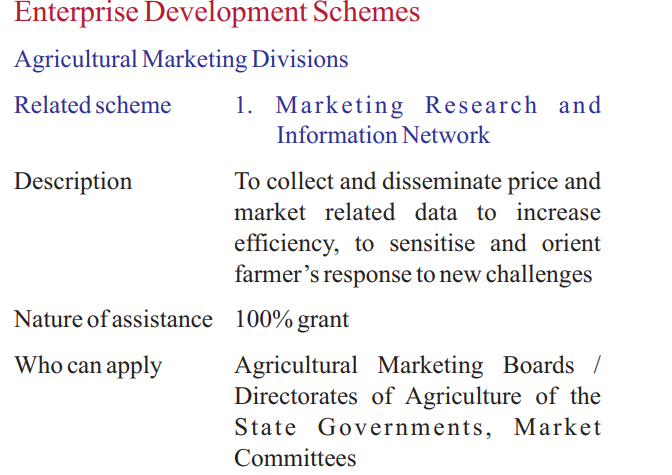 Enterprise Development Schemes
Agricultural Marketing Divisions
Related scheme 1. Marketing Research and
Information Network
Description To collect and disseminate price and
market related data to increase
efficiency, to sensitise and orient
farmer's response to new challenges
Nature of assistance 100% grant
Who can apply Agricultural Marketing Boards /
Directorates of Agriculture of the
State Governments, Market
Committees